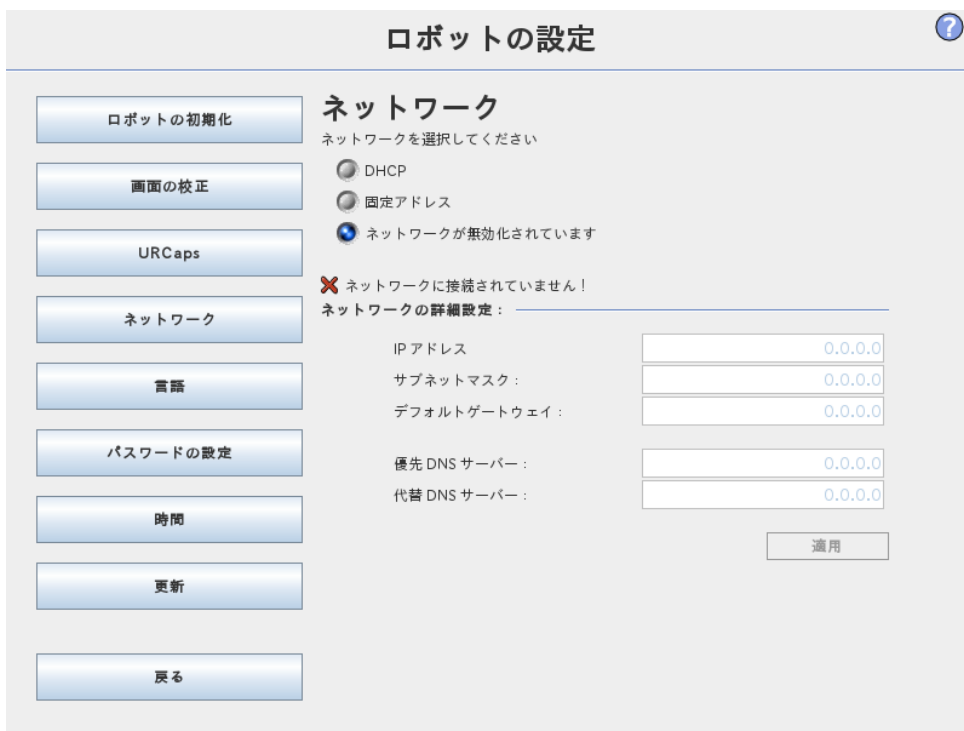 ロボットの設定
?
ロボットの初期化
画面の校正
URCaps
ネットワーク
言語
パスワードの設定
時間
更新
戻る
ネットワーク
ネットワークを選択してください
DHCP
固定アドレス
ネットワークが無効化されています
ネットワークに接続されていません！
ネットワークの詳細設定：
IP アドレス 0.0.0.0
サブネットマスク： 0.0.0.0
デフォルトゲートウェイ： 0.0.0.0
優先 DNS サーバー： 0.0.0.0
代替 DNS サーバー： 0.0.0.0
適用